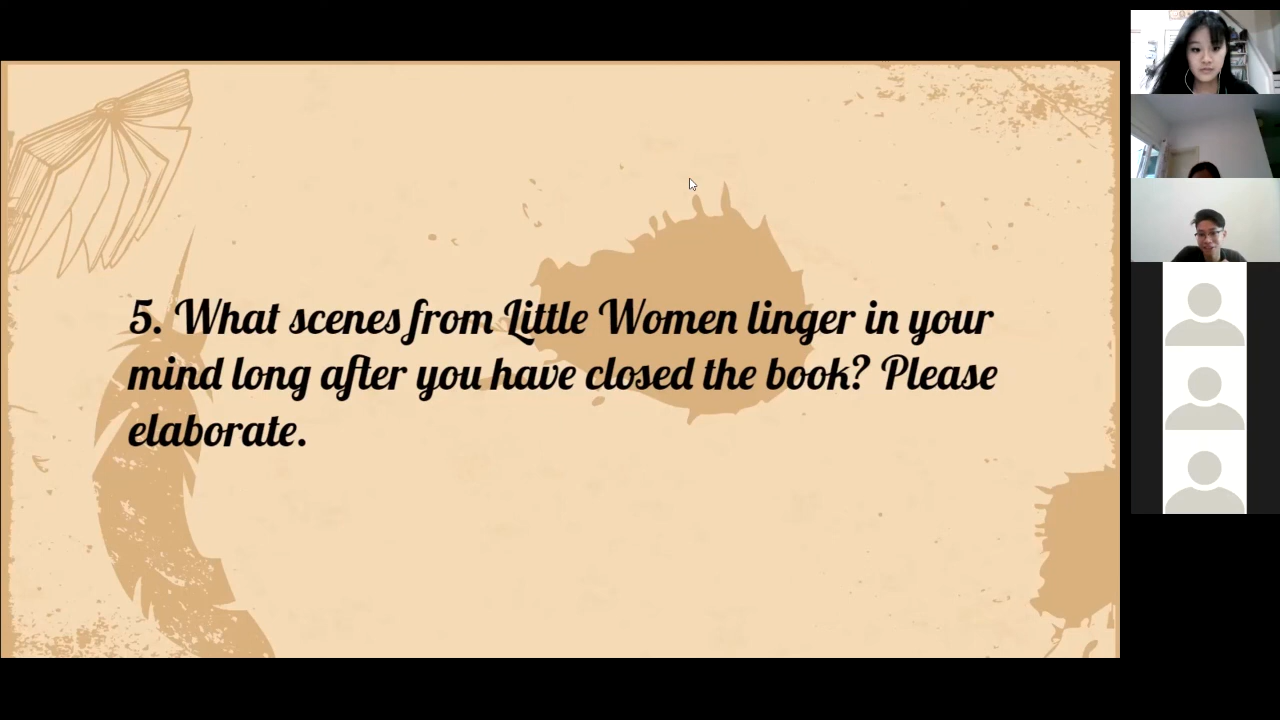 5. What scenes from Little Women linger in your
mind long after you have closed the book? Please
elaborate.